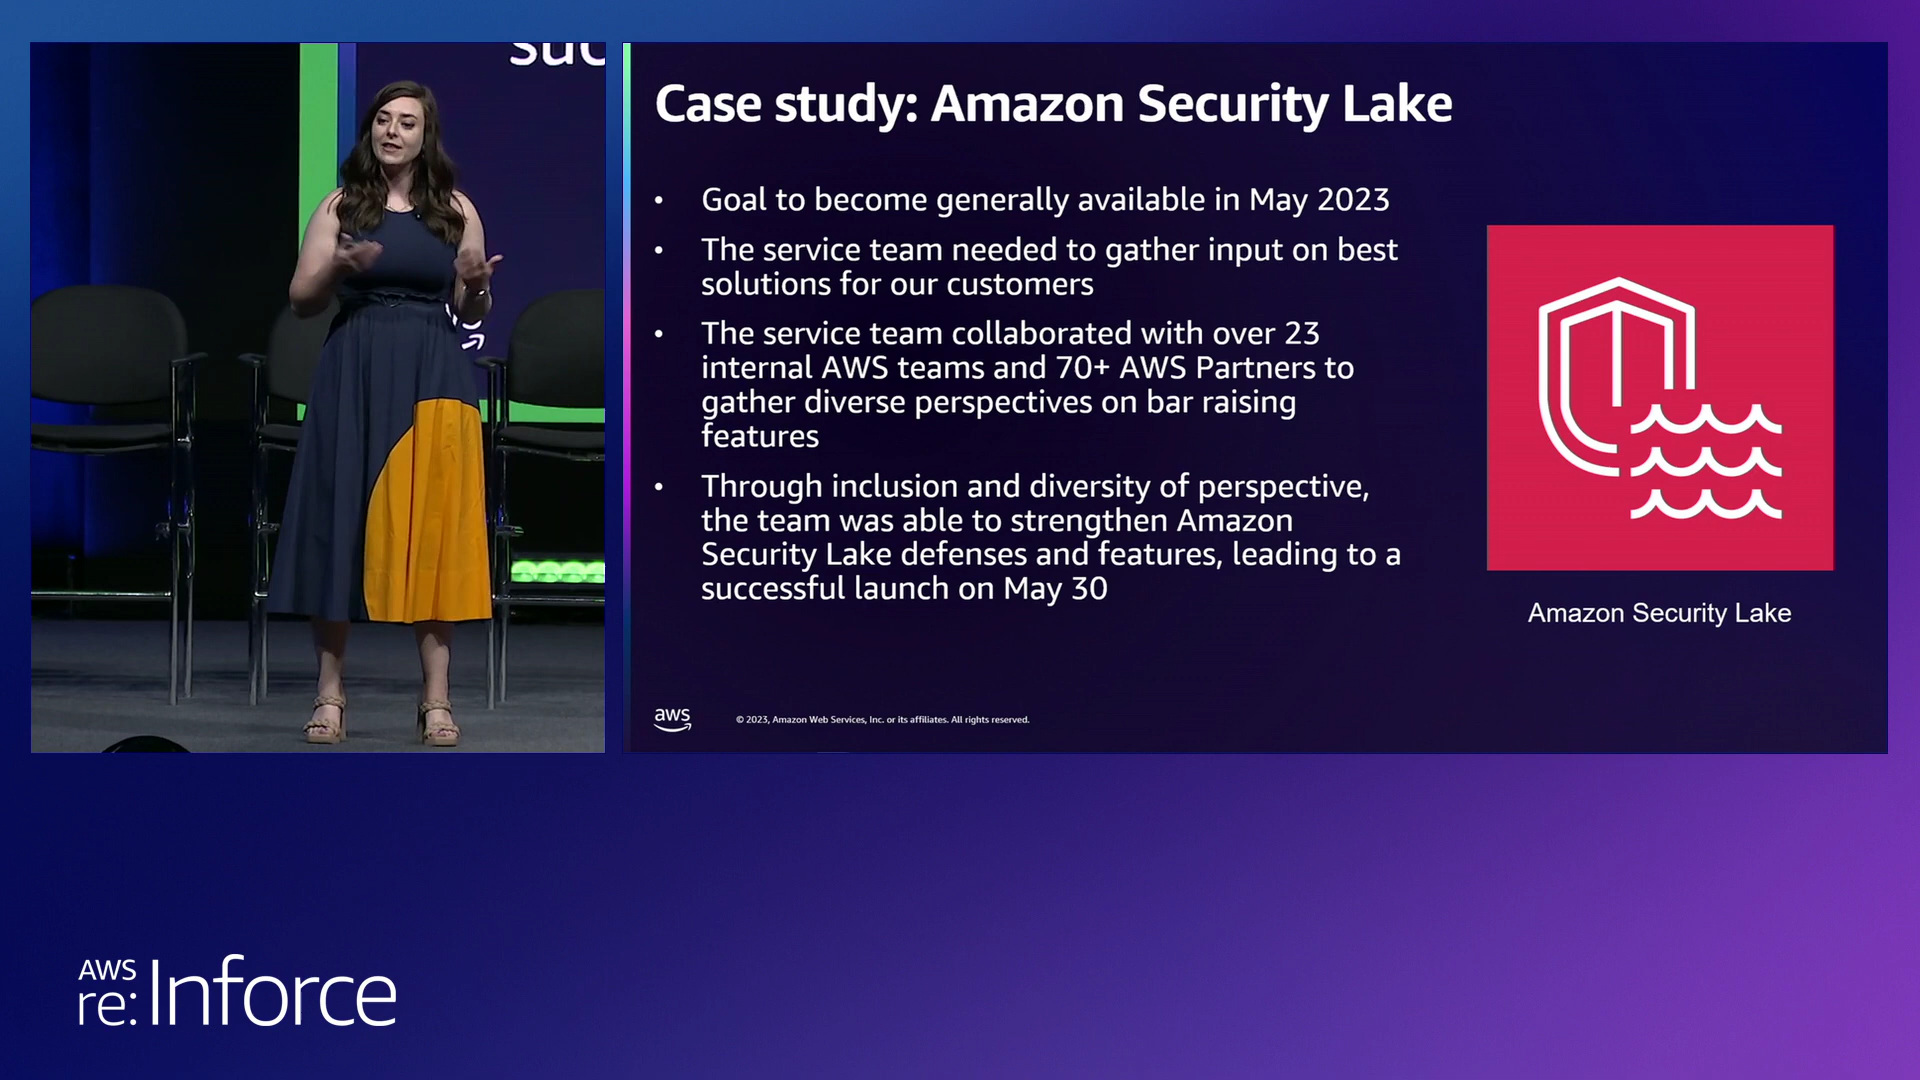 suc
Case study: Amazon Security Lake
• Goal to become generally available in May 2023
• The service team needed to gather input on best
solutions for our customers
• The service team collaborated with over 23
internal AWS teams and 70+ AWS Partners to
gather diverse perspectives on bar raising
features
• Through inclusion and diversity of perspective,
the team was able to strengthen Amazon
Security Lake defenses and features, leading to a
successful launch on May 30
Amazon Security Lake
aws
© 2023, Amazon Web Services, Inc. or its affiliates. All rights reserved.
AWS
re:Inforce